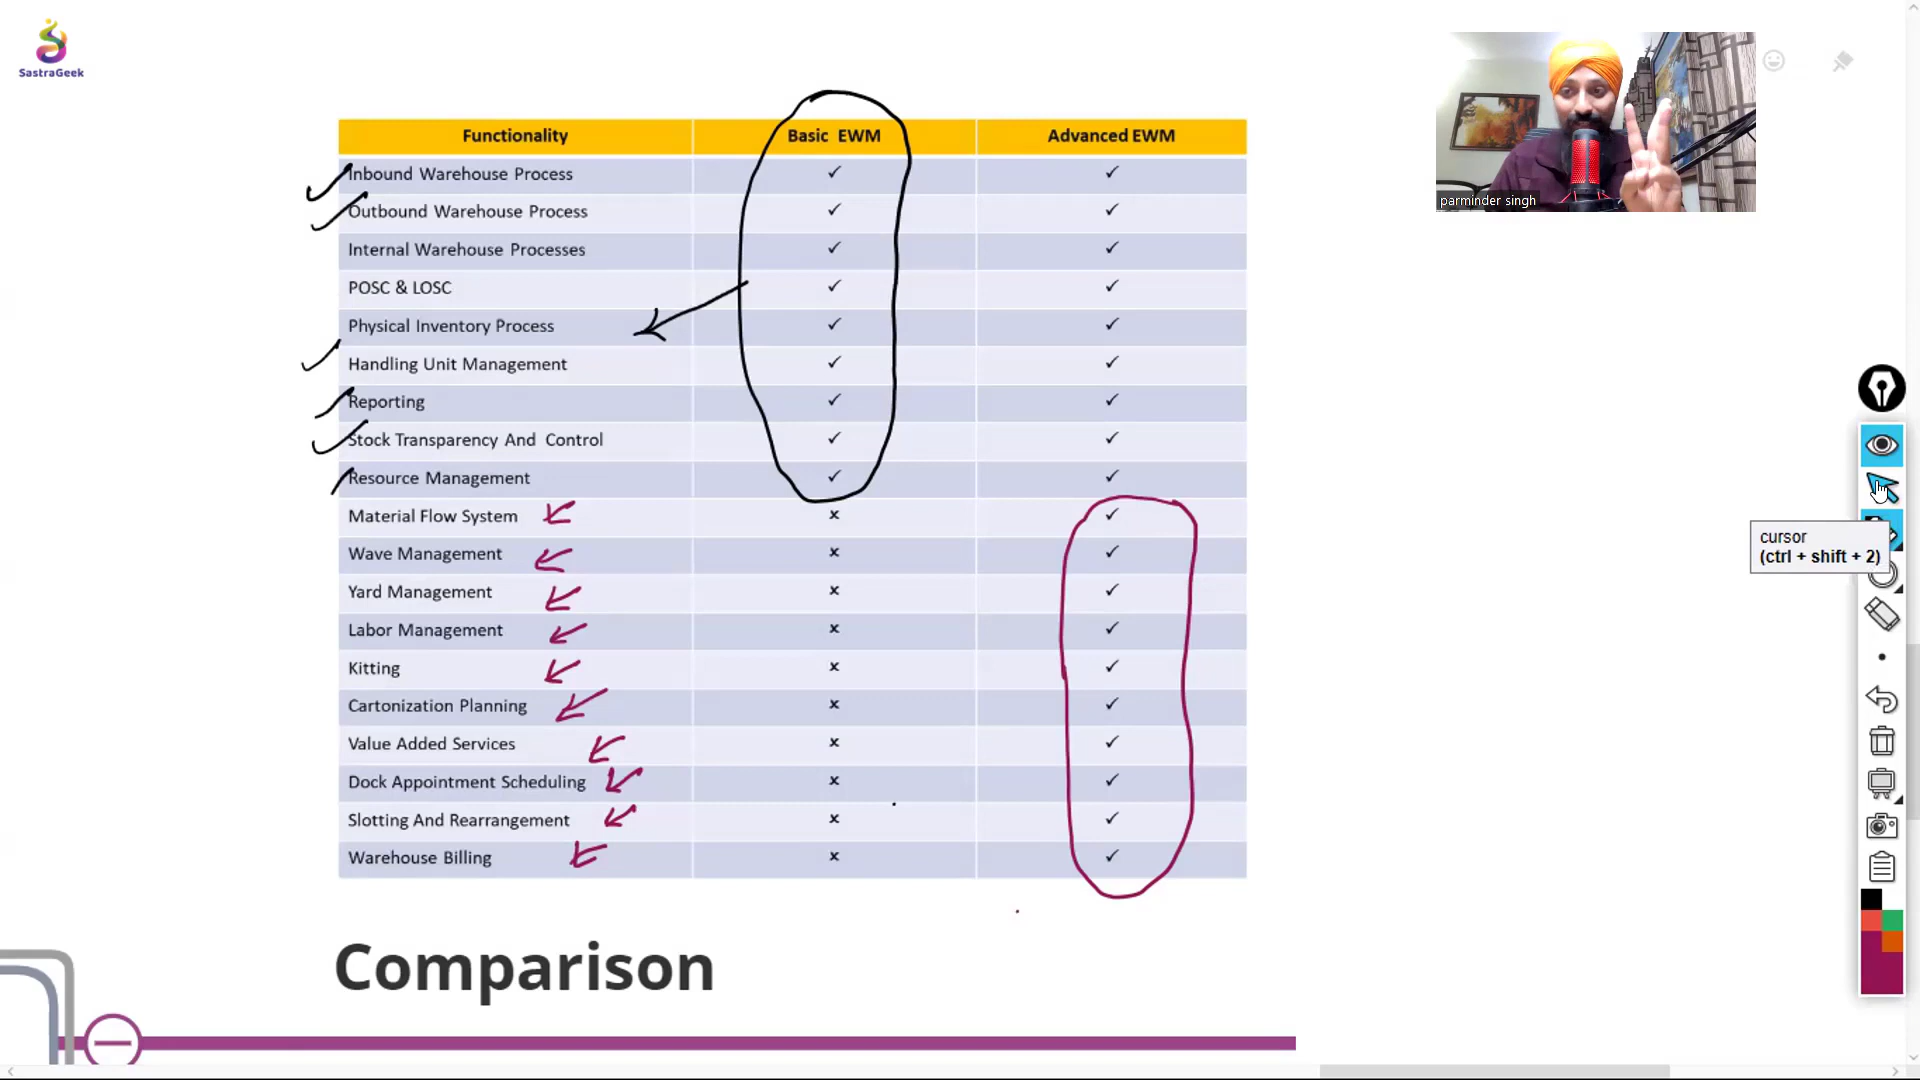 SastraGeek
parminder singh
Functionality Basic EWM Advanced EWM
Inbound Warehouse Process ✓ ✓
Outbound Warehouse Process ✓ ✓
Internal Warehouse Processes ✓ ✓
POSC & LOSC ✓ ✓
Physical Inventory Process ✓ ✓
Handling Unit Management ✓ ✓
Reporting ✓ ✓
Stock Transparency And Control ✓ ✓
Resource Management ✓ ✓
Material Flow System × ✓
Wave Management × ✓
Yard Management × ✓
Labor Management × ✓
Kitting × ✓
Cartonization Planning × ✓
Value Added Services × ✓
Dock Appointment Scheduling × ✓
Slotting And Rearrangement × ✓
Warehouse Billing × ✓
cursor
(ctrl + shift + 2)
Comparison